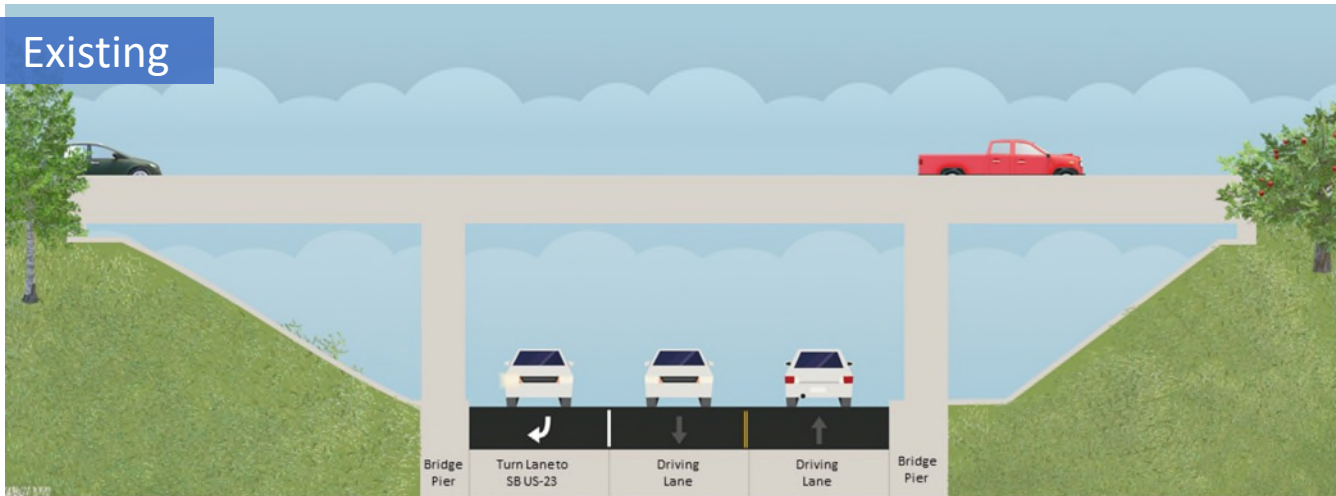 Existing
Bridge
Pier
Turn Lane to
SB US-23
Driving
Lane
Driving
Lane
Bridge
Pier